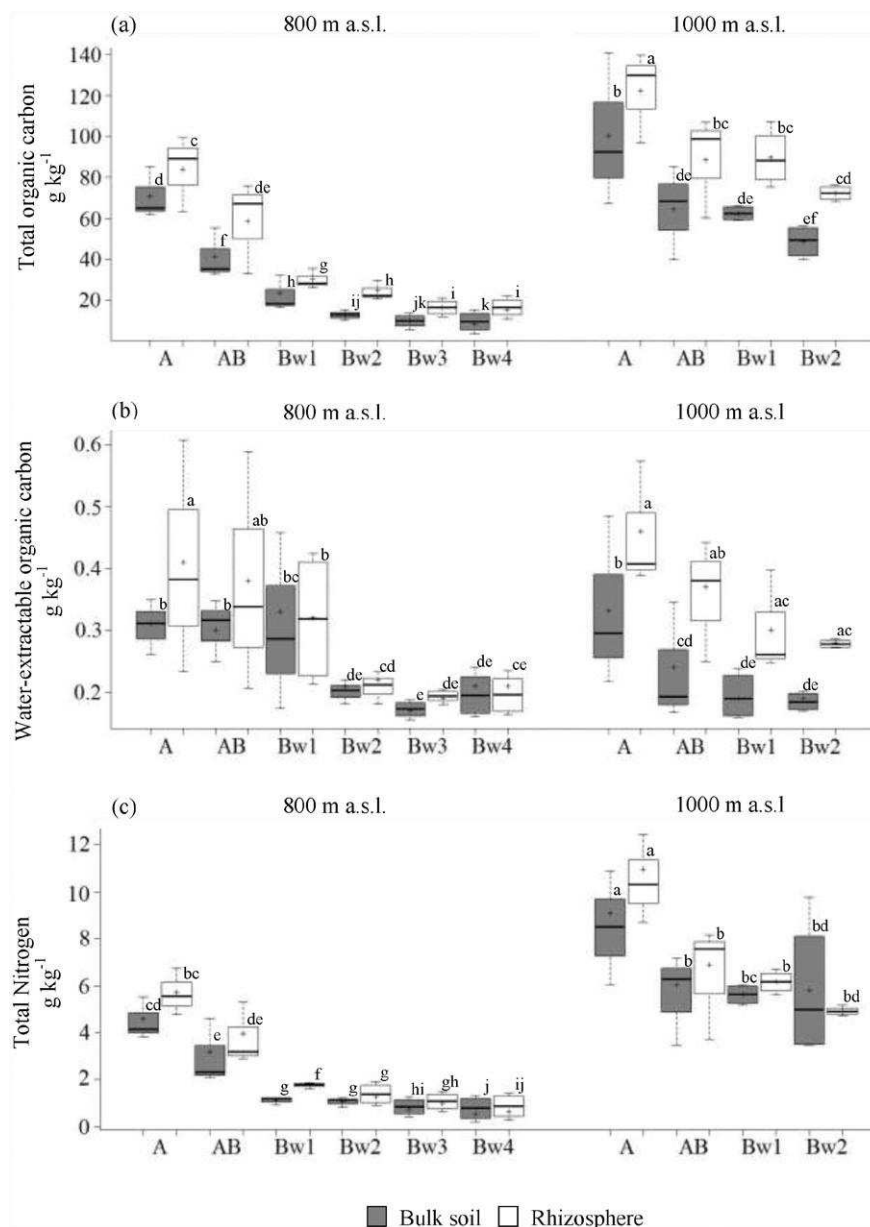 (a)
800 m a.s.l.
1000 m a.s.l.
Total organic carbon
g kg-1
140
120
100
80
60
40
20
d
c
f
de
h
g
ij
h
jk
i
k
i
b
a
de
bc
de
bc
ef
cd
A
AB
Bw1
Bw2
Bw3
Bw4
A
AB
Bw1
Bw2
(b)
800 m a.s.l.
1000 m a.s.l
Water-extractable organic carbon
g kg-1
0.6
0.5
0.4
0.3
0.2
b
a
b
ab
bc
b
de
cd
e
de
de
ce
b
a
cd
ab
de
ac
de
ac
A
AB
Bw1
Bw2
Bw3
Bw4
A
AB
Bw1
Bw2
(c)
800 m a.s.l.
1000 m a.s.l
Total Nitrogen
g kg-1
12
10
8
6
4
2
0
cd
bc
e
de
g
f
g
g
hi
gh
j
ij
a
a
b
b
bc
b
bd
bd
A
AB
Bw1
Bw2
Bw3
Bw4
A
AB
Bw1
Bw2
Bulk soil
Rhizosphere